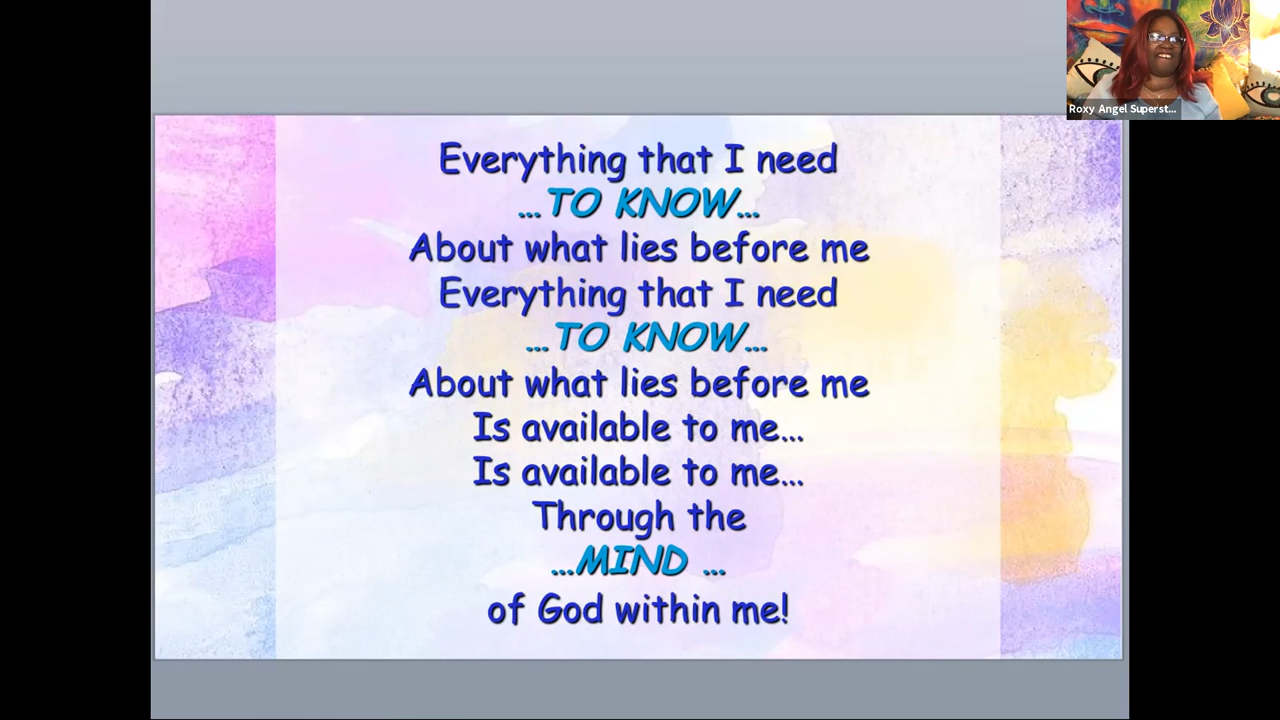 Roxy Angel Superst...
Everything that I need
...TO KNOW...
About what lies before me
Everything that I need
...TO KNOW...
About what lies before me
Is available to me...
Is available to me...
Through the
...MIND ...
of God within me!